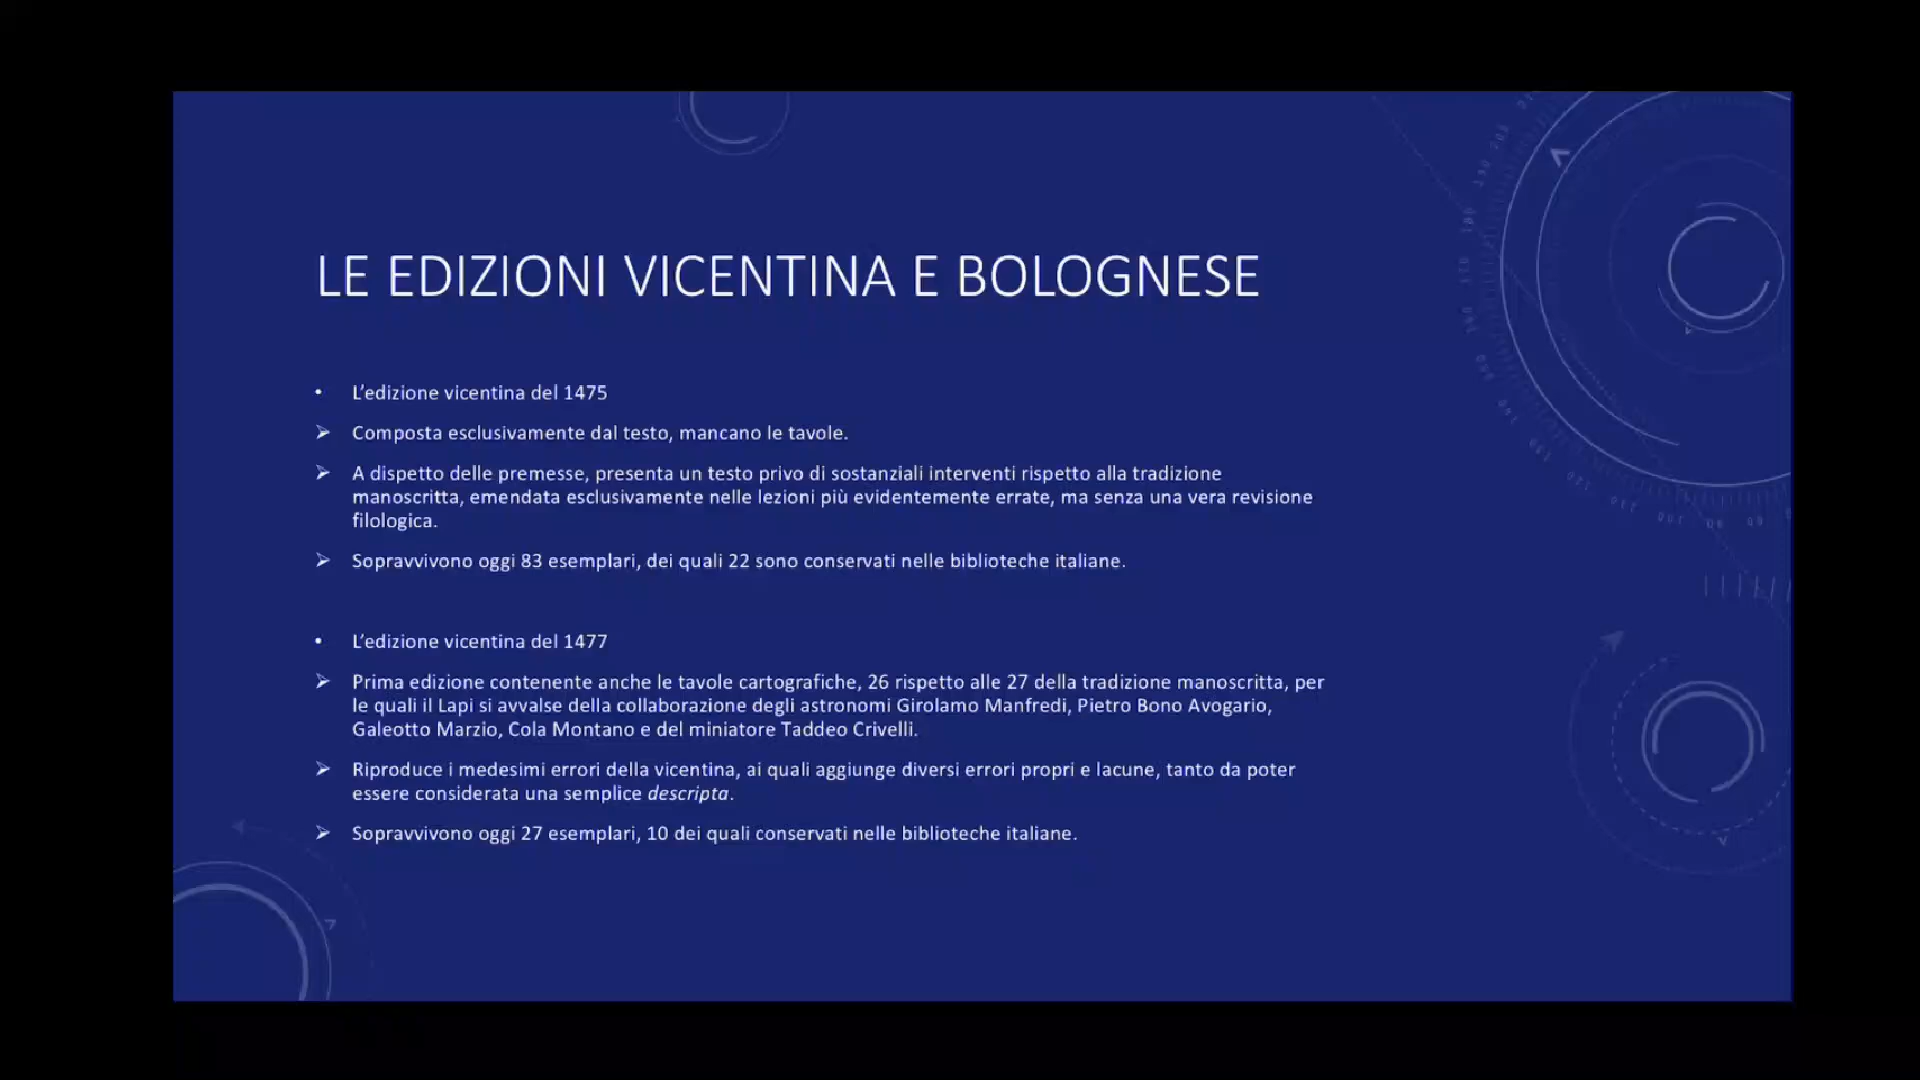 LE EDIZIONI VICENTINA E BOLOGNESE
• L’edizione vicentina del 1475
➢ Composta esclusivamente dal testo, mancano le tavole.
➢ A dispetto delle premesse, presenta un testo privo di sostanziali interventi rispetto alla tradizione
manoscritta, emendata esclusivamente nelle lezioni più evidentemente errate, ma senza una vera revisione
filologica.
➢ Sopravvivono oggi 83 esemplari, dei quali 22 sono conservati nelle biblioteche italiane.
• L’edizione vicentina del 1477
➢ Prima edizione contenente anche le tavole cartografiche, 26 rispetto alle 27 della tradizione manoscritta, per
le quali il Lapi si avvalse della collaborazione degli astronomi Girolamo Manfredi, Pietro Bono Avogario,
Galeotto Marzio, Cola Montano e del miniatore Taddeo Crivelli.
➢ Riproduce i medesimi errori della vicentina, ai quali aggiunge diversi errori propri e lacune, tanto da poter
essere considerata una semplice descripta.
➢ Sopravvivono oggi 27 esemplari, 10 dei quali conservati nelle biblioteche italiane.